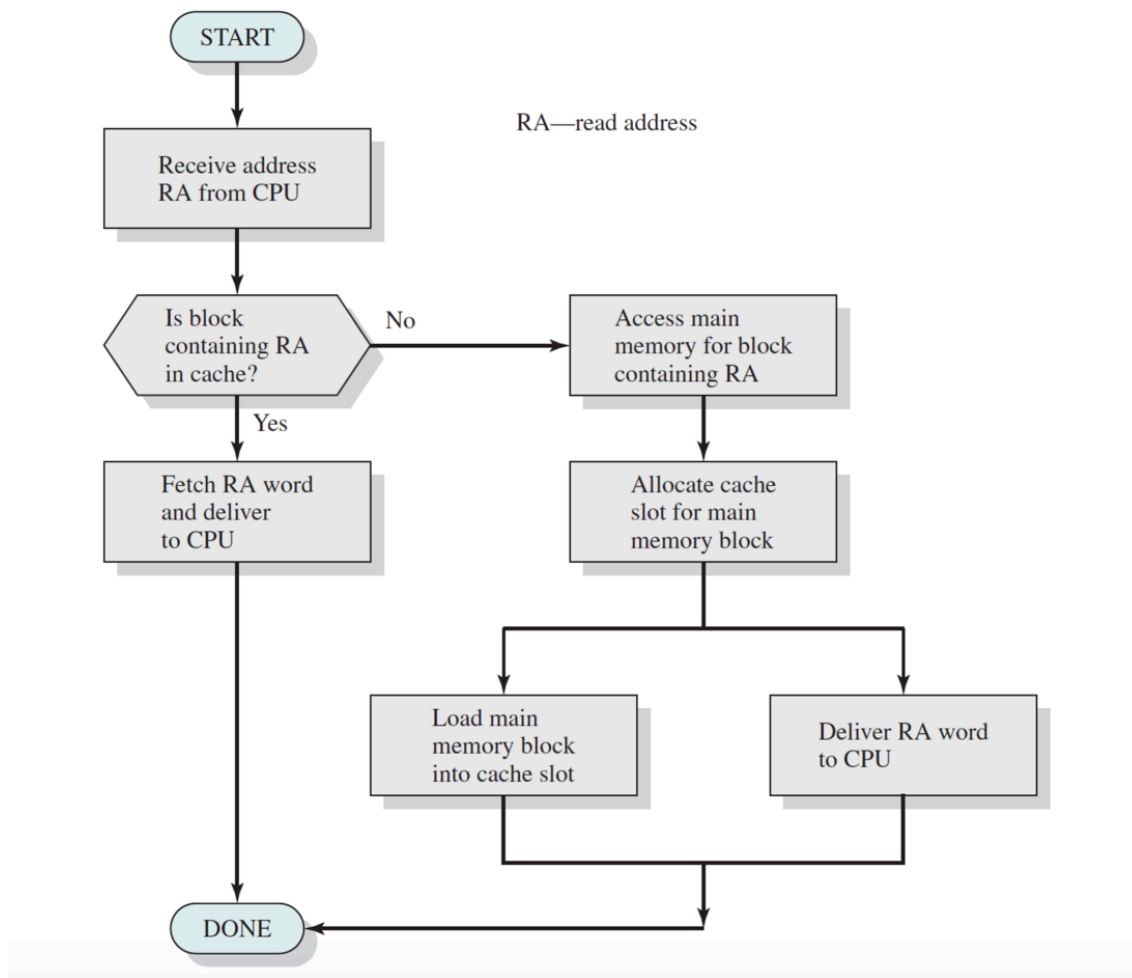 START
RA—read address
Receive address
RA from CPU
Is block
containing RA
in cache?
No
Access main
memory for block
containing RA
Yes
Fetch RA word
and deliver
to CPU
Allocate cache
slot for main
memory block
Load main
memory block
into cache slot
Deliver RA word
to CPU
DONE